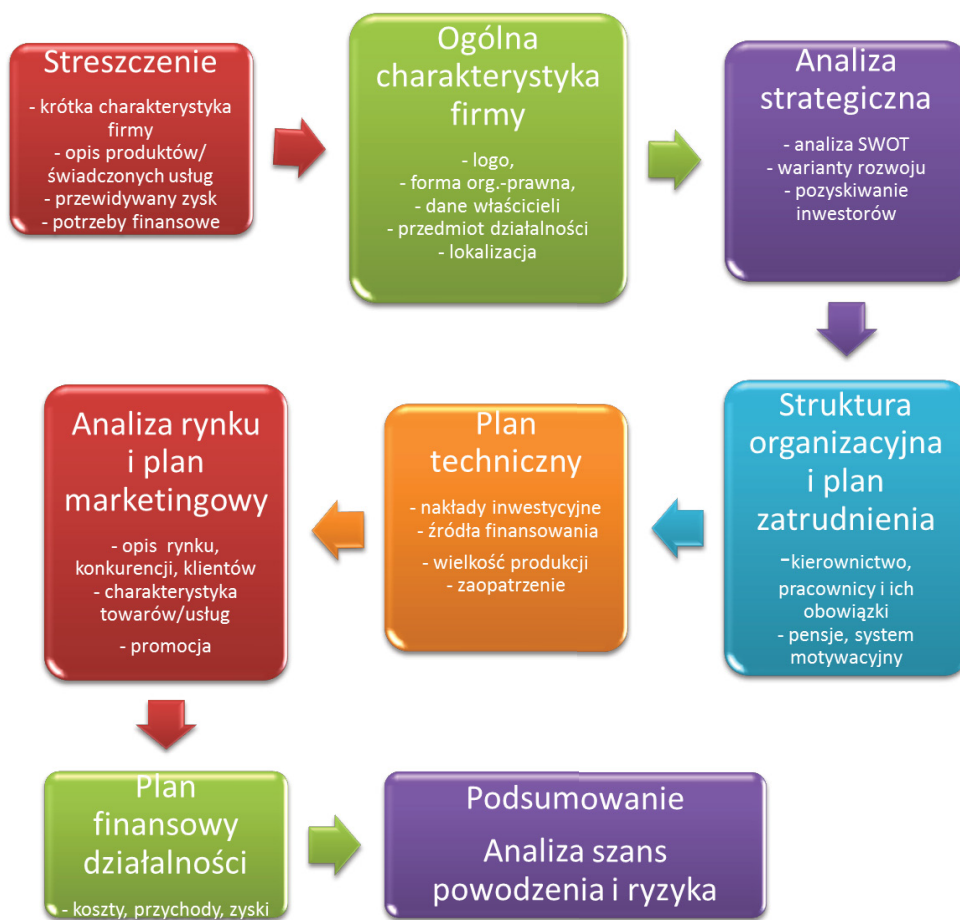 Streszczenie
- krótka charakterystyka
firmy
- opis produktów/
świadczonych usług
- przewidywany zysk
- potrzeby finansowe
Ogólna
charakterystyka
firmy
- logo,
- forma org.-prawna,
- dane właścicieli
- przedmiot działalności
- lokalizacja
Analiza
strategiczna
- analiza SWOT
- warianty rozwoju
- pozyskiwanie
inwestorów
Struktura
organizacyjna
i plan
zatrudnienia
-kierownictwo,
pracownicy i ich
obowiązki
- pensje, system
motywacyjny
Plan
techniczny
- nakłady inwestycyjne
- źródła finansowania
- wielkość produkcji
- zaopatrzenie
Analiza rynku
i plan
marketingowy
- opis rynku,
konkurencji, klientów
- charakterystyka
towarów/usług
- promocja
Plan
finansowy
działalności
- koszty, przychody, zyski
Podsumowanie
Analiza szans
powodzenia i ryzyka